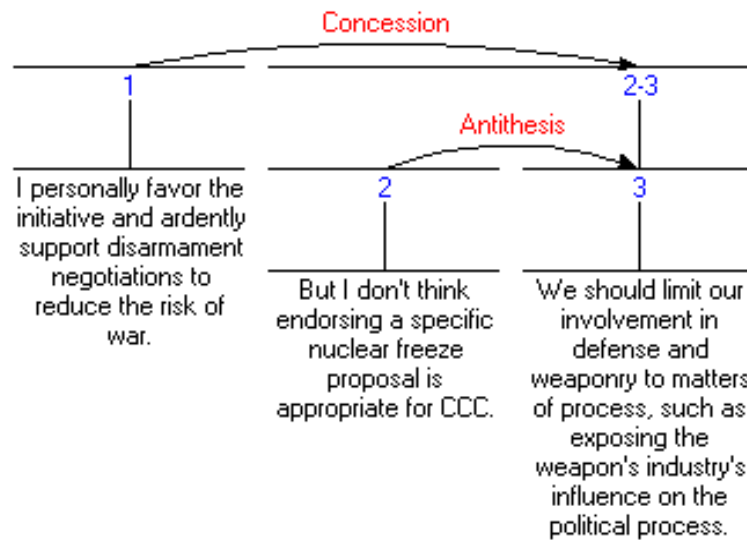 Concession
1
2-3
Antithesis
I personally favor the
initiative and ardently
support disarmament
negotiations to
reduce the risk of
war.
2
3
But I don't think
endorsing a specific
nuclear freeze
proposal is
appropriate for CCC.
We should limit our
involvement in
defense and
weaponry to matters
of process, such as
exposing the
weapon's industry's
influence on the
political process.